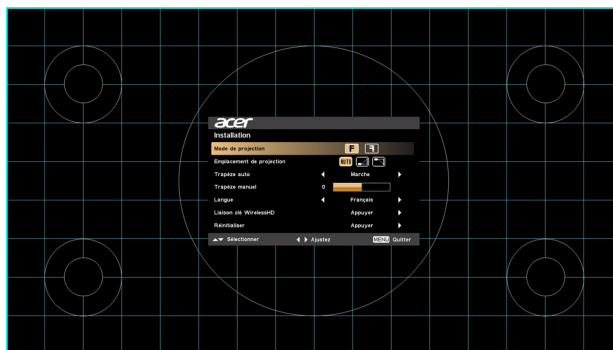 acer
Installation
Mode de projection F F
Emplacement de projection AUTO
Trapèze auto Marche
Trapèze manuel 0
Langue Français
Liaison clé WirelessHD Appuyer
Réinitialiser Appuyer
Sélectionner Ajustez MENU Quitter